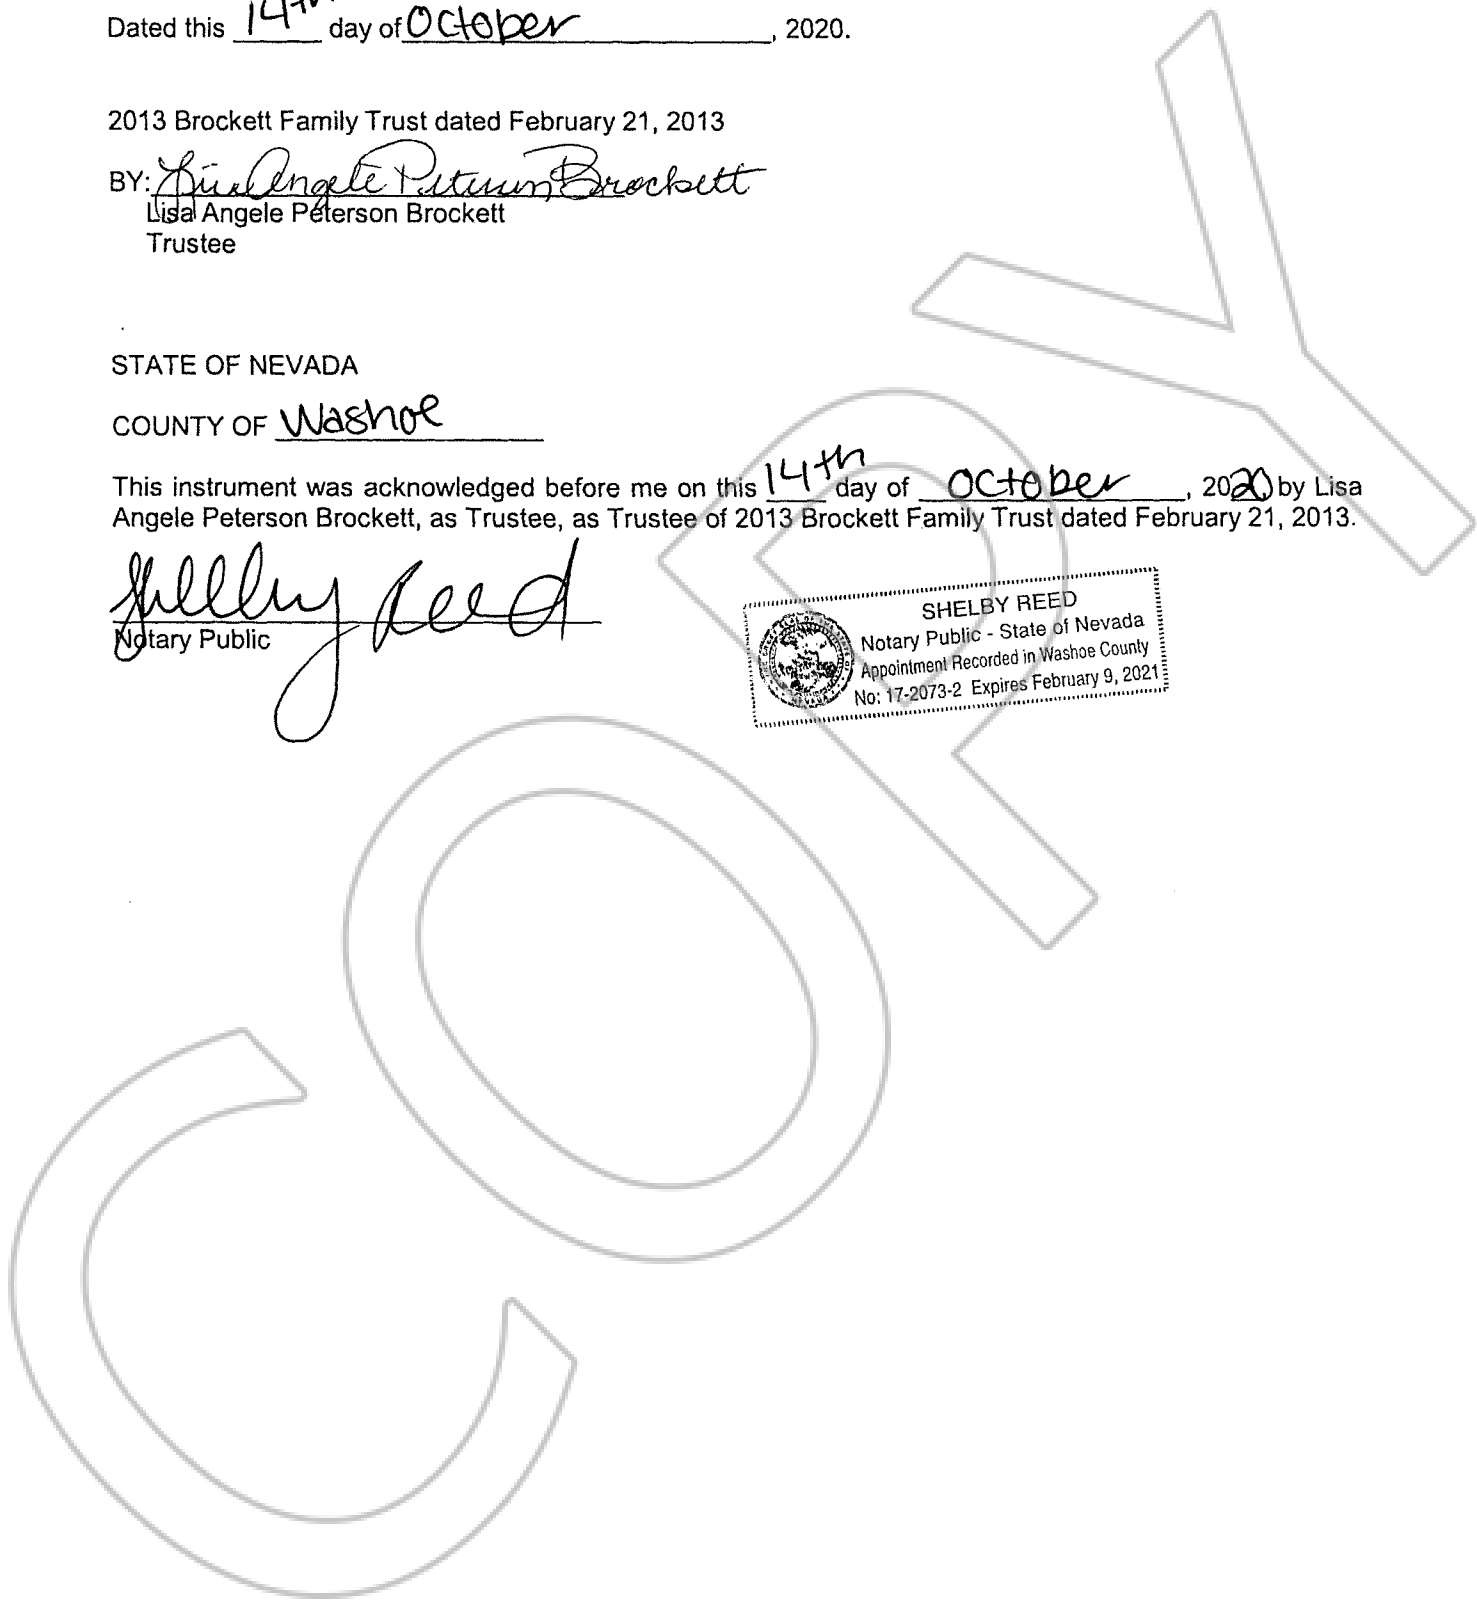 Dated this 14th day of October, 2020.
2013 Brockett Family Trust dated February 21, 2013
BY: Lisa Angele Peterson Brockett
Lisa Angele Peterson Brockett
Trustee
STATE OF NEVADA
COUNTY OF Washoe
This instrument was acknowledged before me on this 14th day of October, 2020 by Lisa
Angele Peterson Brockett, as Trustee, as Trustee of 2013 Brockett Family Trust dated February 21, 2013.
Shelby Reed
Notary Public
SHELBY REED
Notary Public - State of Nevada
Appointment Recorded in Washoe County
No: 17-2073-2 Expires February 9, 2021
COPY